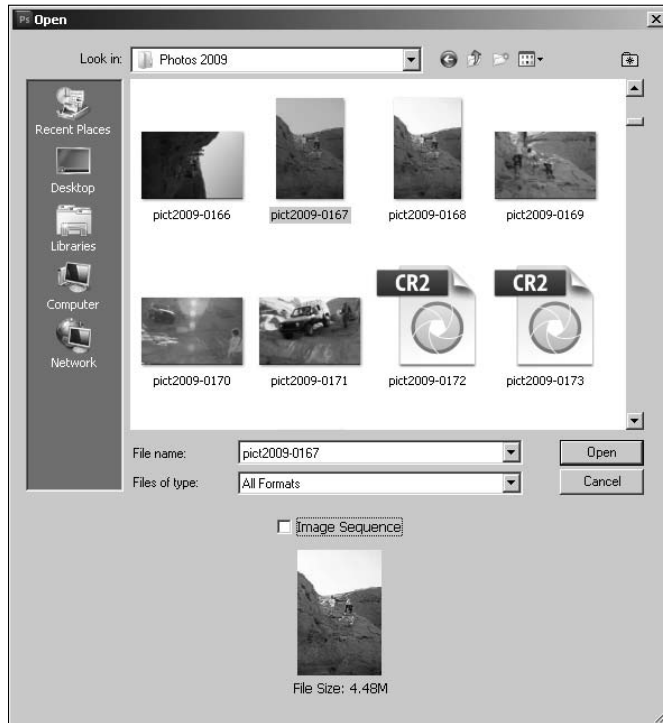 Ps Open
Look in: Photos 2009
Recent Places
Desktop
Libraries
Computer
Network
pict2009-0166 pict2009-0167 pict2009-0168 pict2009-0169
CR2 CR2
pict2009-0170 pict2009-0171 pict2009-0172 pict2009-0173
File name: pict2009-0167 Open
Files of type: All Formats Cancel
Image Sequence
File Size: 4.48M